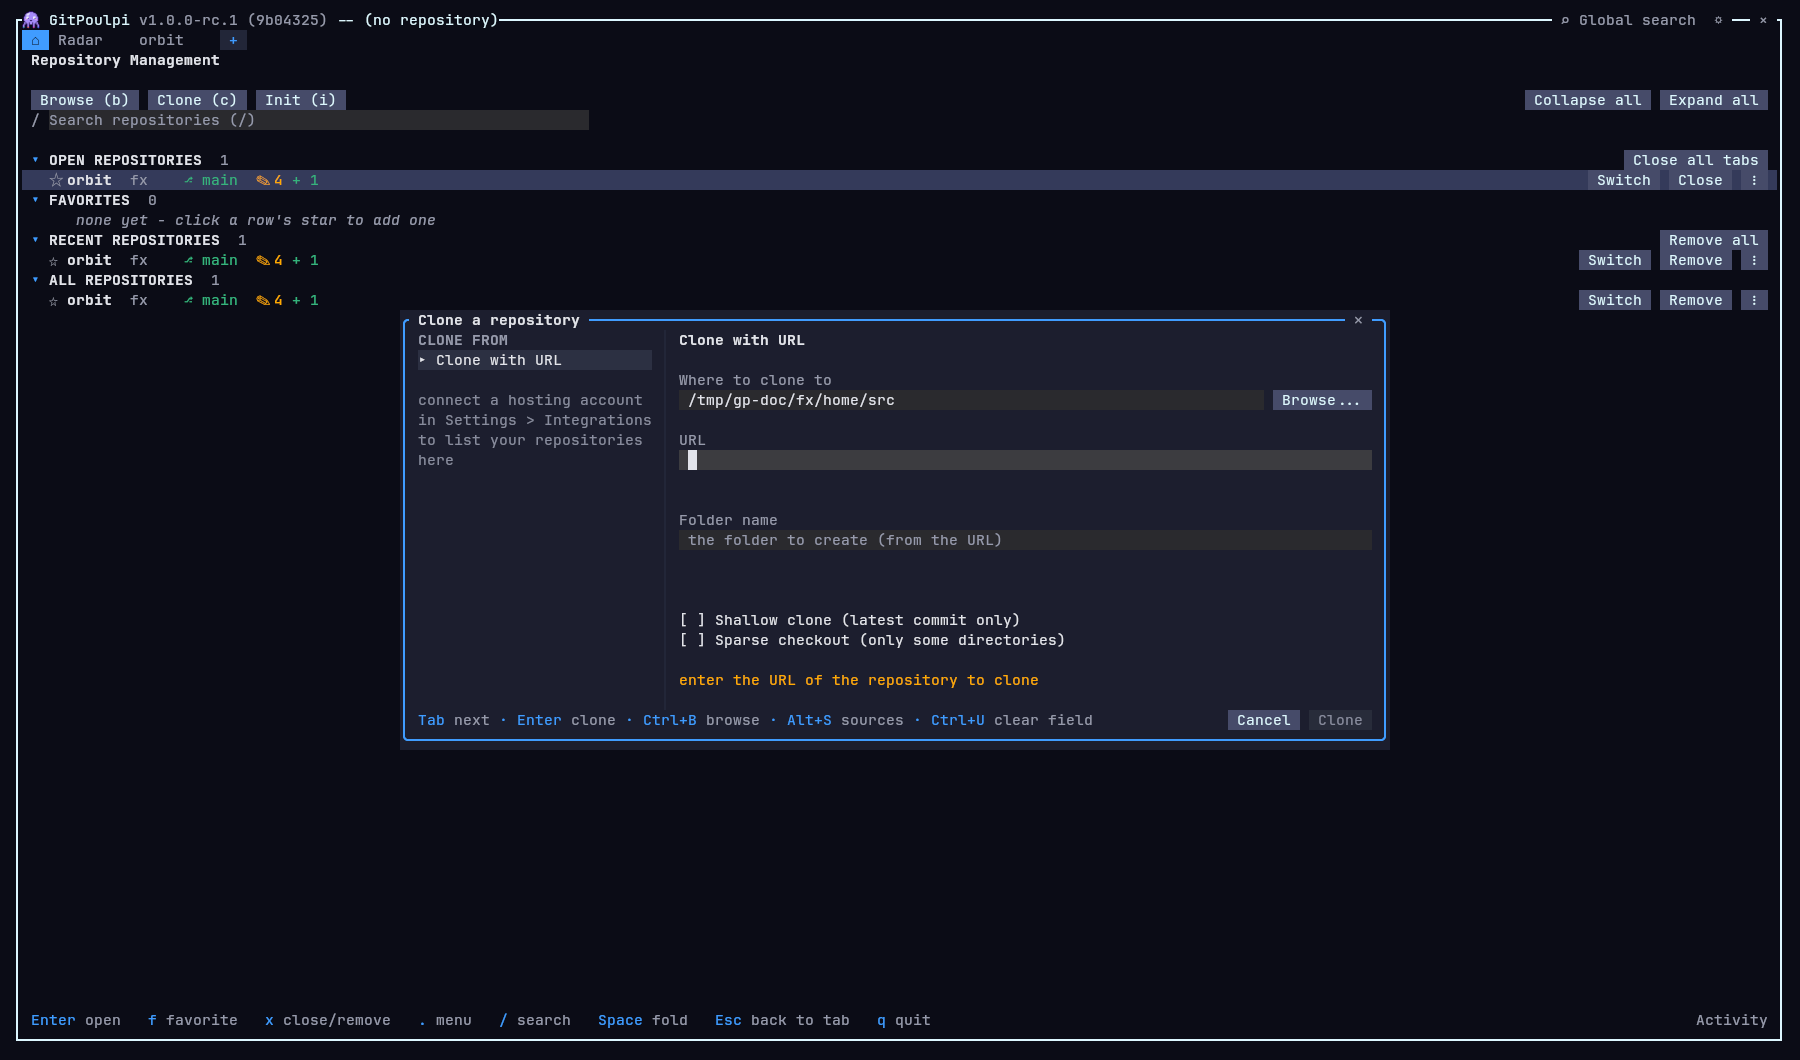 GitPoulpi v1.0.0-rc.1 (9b04325) -- (no repository) ⌕ Global search ☼ — ×
⌂ Radar orbit +
Repository Management
Browse (b) Clone (c) Init (i) Collapse all Expand all
/ Search repositories (/)
▾ OPEN REPOSITORIES 1 Close all tabs
☆ orbit fx ⎇ main ✎ 4 + 1 Switch Close ⋮
▾ FAVORITES 0
none yet - click a row's star to add one
▾ RECENT REPOSITORIES 1 Remove all
☆ orbit fx ⎇ main ✎ 4 + 1 Switch Remove ⋮
▾ ALL REPOSITORIES 1
☆ orbit fx ⎇ main ✎ 4 + 1 Switch Remove ⋮
Clone a repository ×
CLONE FROM
▸ Clone with URL
connect a hosting account
in Settings > Integrations
to list your repositories
here
Clone with URL
Where to clone to
/tmp/gp-doc/fx/home/src Browse...
URL
Folder name
the folder to create (from the URL)
[ ] Shallow clone (latest commit only)
[ ] Sparse checkout (only some directories)
enter the URL of the repository to clone
Tab next · Enter clone · Ctrl+B browse · Alt+S sources · Ctrl+U clear field Cancel Clone
Enter open f favorite x close/remove . menu / search Space fold Esc back to tab q quit Activity